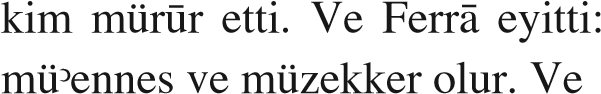 kim mürūr etti. Ve Ferrā eyitti:
müʾennes ve müzekker olur. Ve